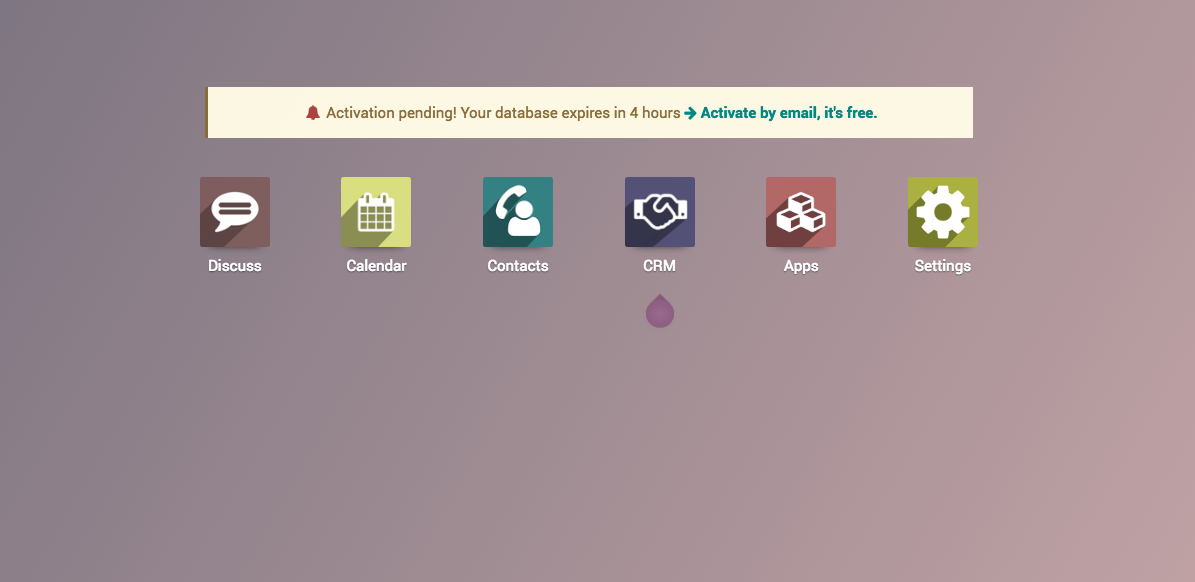 Activation pending! Your database expires in 4 hours → Activate by email, it's free.
Discuss Calendar Contacts CRM Apps Settings